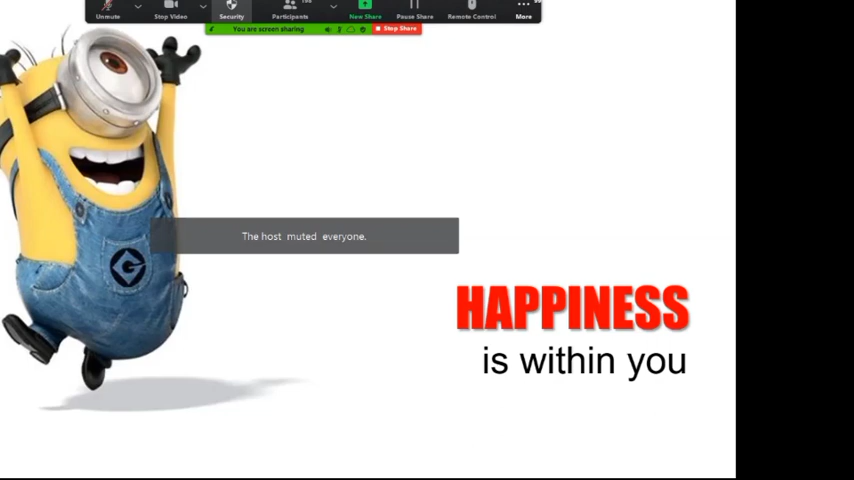 Unmute
Stop Video
Security
Participants
New Share
Pause Share
Remote Control
More
You are screen sharing
Stop Share
The host muted everyone.
HAPPINESS
is within you